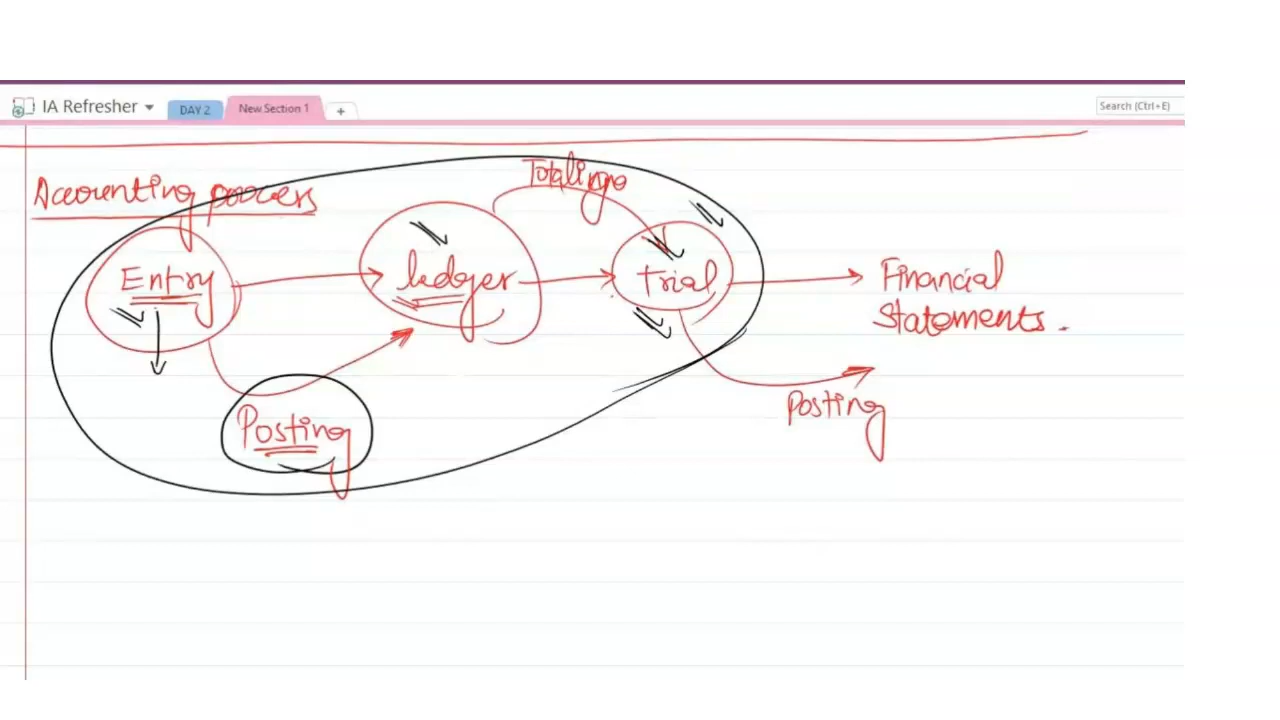 IA Refresher
DAY 2
New Section 1
+
Search (Ctrl+E)
Accounting process
Totaling
Entry
ledger
Trial
Financial
Statements.
Posting
Posting